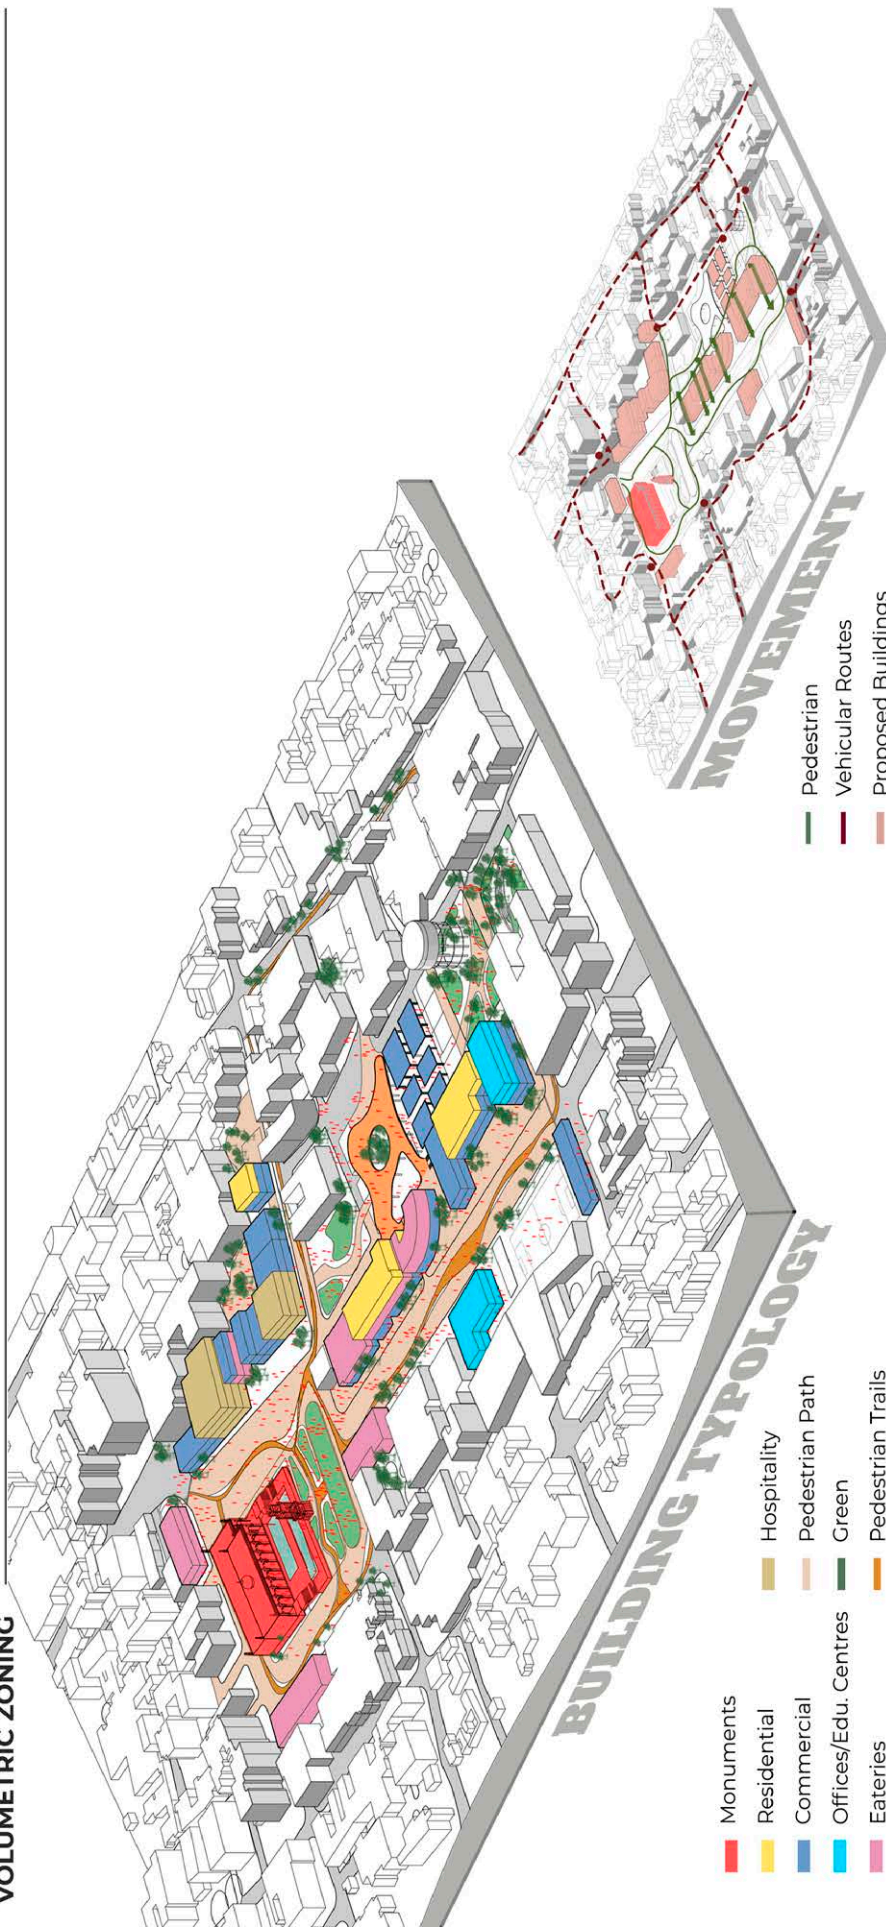 VOLUMETRIC ZONING
BUILDING TYPOLOGY
Monuments
Residential
Commercial
Offices/Edu. Centres
Eateries
Hospitality
Pedestrian Path
Green
Pedestrian Trails
MOVEMENT
Pedestrian
Vehicular Routes
Proposed Buildings